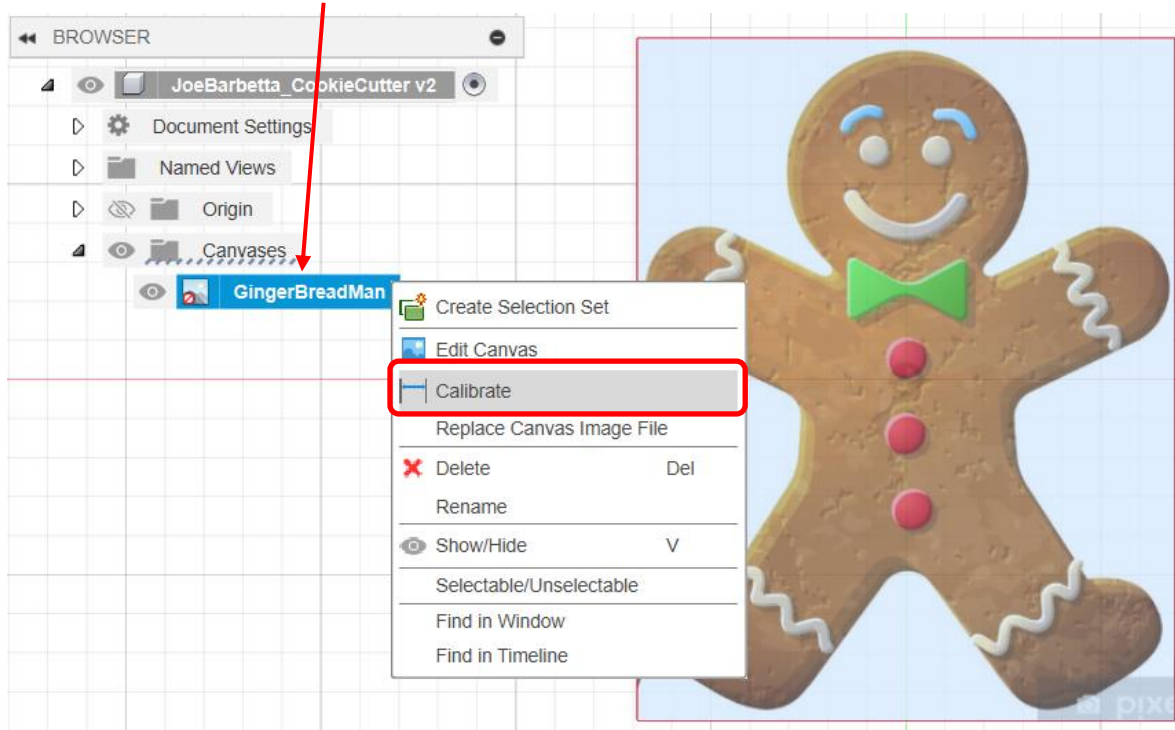 BROWSER
JoeBarbetta_CookieCutter v2
Document Settings
Named Views
Origin
Canvases
GingerBreadMan
Create Selection Set
Edit Canvas
Calibrate
Replace Canvas Image File
Delete Del
Rename
Show/Hide V
Selectable/Unselectable
Find in Window
Find in Timeline